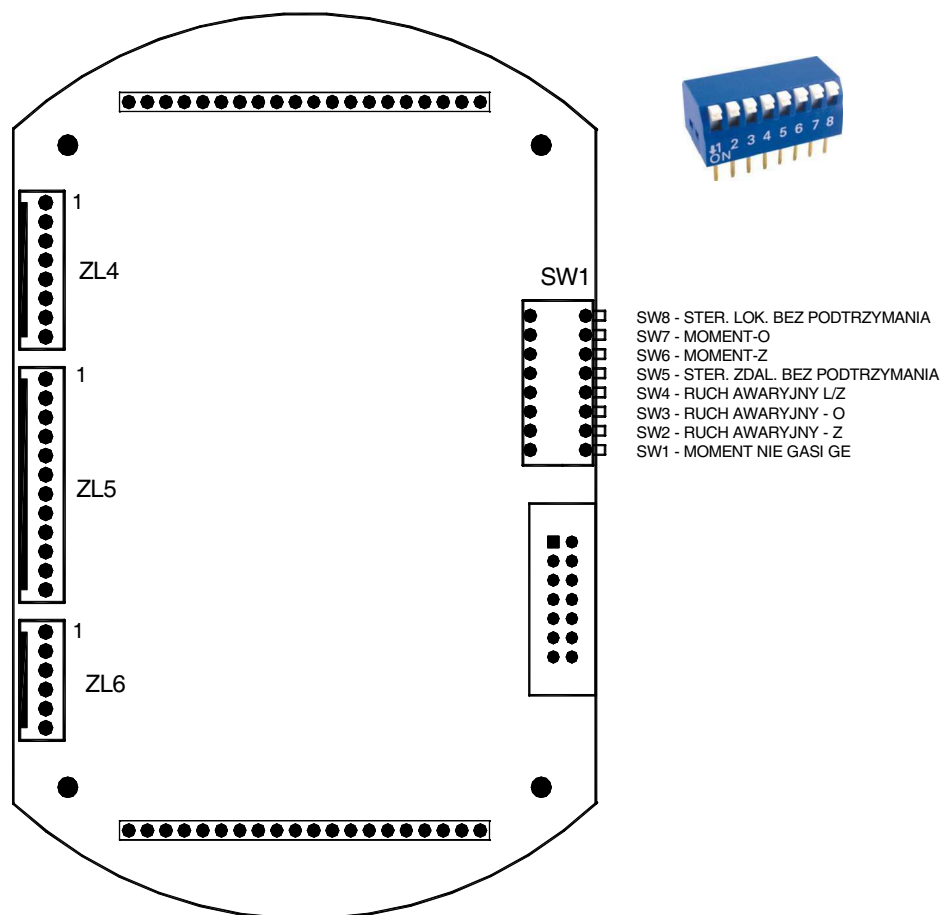 ↓1 2 3 4 5 6 7 8
ON
1
ZL4
SW1
SW8 - STER. LOK. BEZ PODTRZYMANIA
SW7 - MOMENT-O
SW6 - MOMENT-Z
SW5 - STER. ZDAL. BEZ PODTRZYMANIA
SW4 - RUCH AWARYJNY L/Z
SW3 - RUCH AWARYJNY - O
SW2 - RUCH AWARYJNY - Z
SW1 - MOMENT NIE GASI GE
1
ZL5
1
ZL6